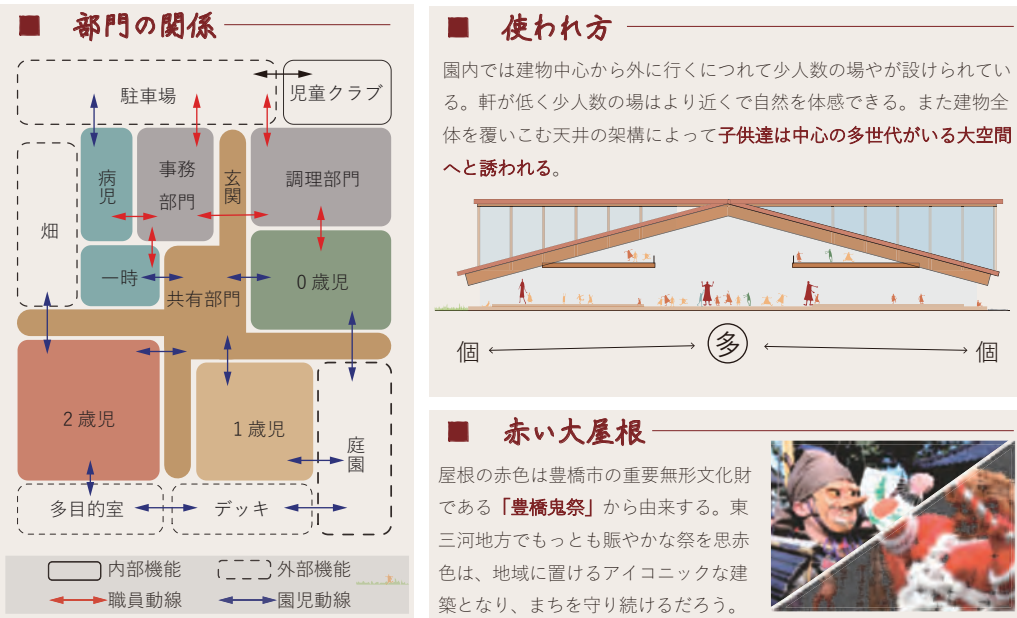 部門の関係
駐車場
児童クラブ
病児
事務
部門
玄関
調理部門
畑
一時
共有部門
0歳児
2歳児
1歳児
庭園
多目的室
デッキ
内部機能
外部機能
職員動線
園児動線
使われ方
園内では建物中心から外に行くにつれて少人数の場やが設けられてい
る。軒が低く少人数の場はより近くで自然を体感できる。また建物全
体を覆いこむ天井の架構によって子供達は中心の多世代がいる大空間
へと誘われる。
個
多
個
赤い大屋根
屋根の赤色は豊橋市の重要無形文化財
である「豊橋鬼祭」から由来する。東
三河地方でもっとも賑やかな祭を思赤
色は、地域に置けるアイコニックな建
築となり、まちを守り続けるだろう。